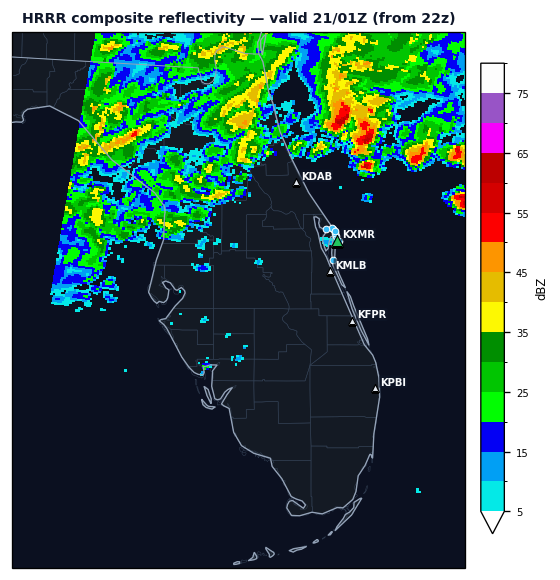 HRRR composite reflectivity — valid 21/01Z (from 22z)
KDAB
KXMR
KMLB
KFPR
KPBI
75
65
55
45
35
25
15
5
dBZ